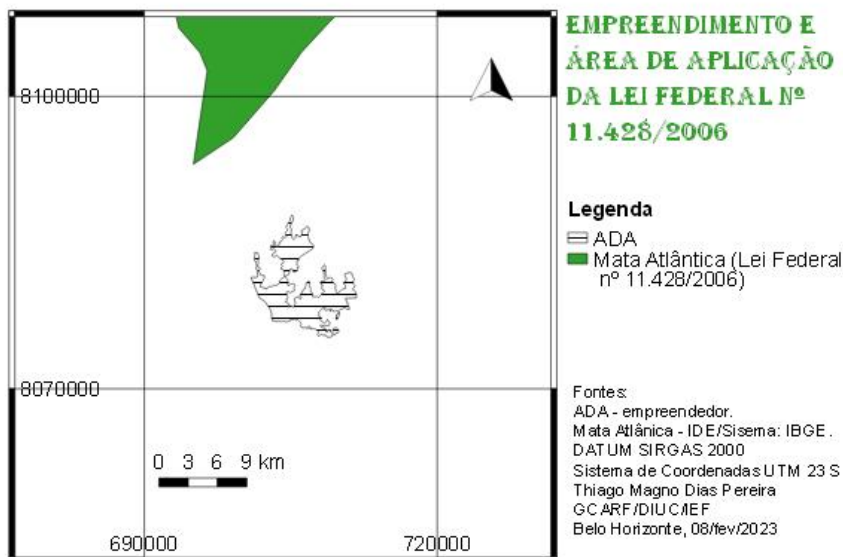 EMPREENDIMENTO E
ÁREA DE APLICAÇÃO
DA LEI FEDERAL Nº
11.428/2006
Legenda
ADA
Mata Atlântica (Lei Federal
nº 11.428/2006)
8100000
8070000
0 3 6 9 km
690000
720000
Fontes:
ADA - empreendedor.
Mata Atlânica - IDE/Sisema: IBGE.
DATUM SIRGAS 2000
Sistema de Coordenadas UTM 23 S
Thiago Magno Dias Pereira
GCARF/DIUC/IEF
Belo Horizonte, 08/fev/2023